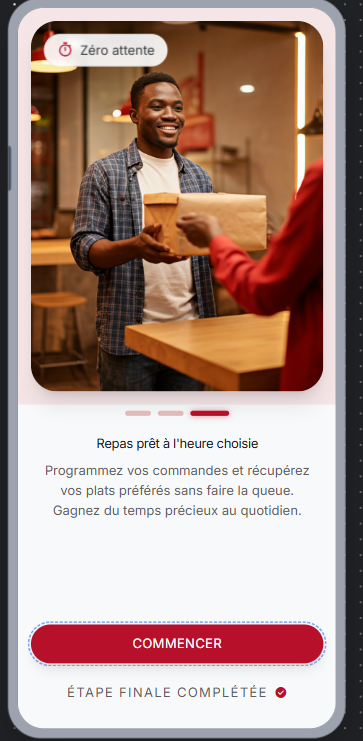 Zéro attente
Repas prêt à l'heure choisie
Programmez vos commandes et récupérez
vos plats préférés sans faire la queue.
Gagnez du temps précieux au quotidien.
COMMENCER
ÉTAPE FINALE COMPLÉTÉE